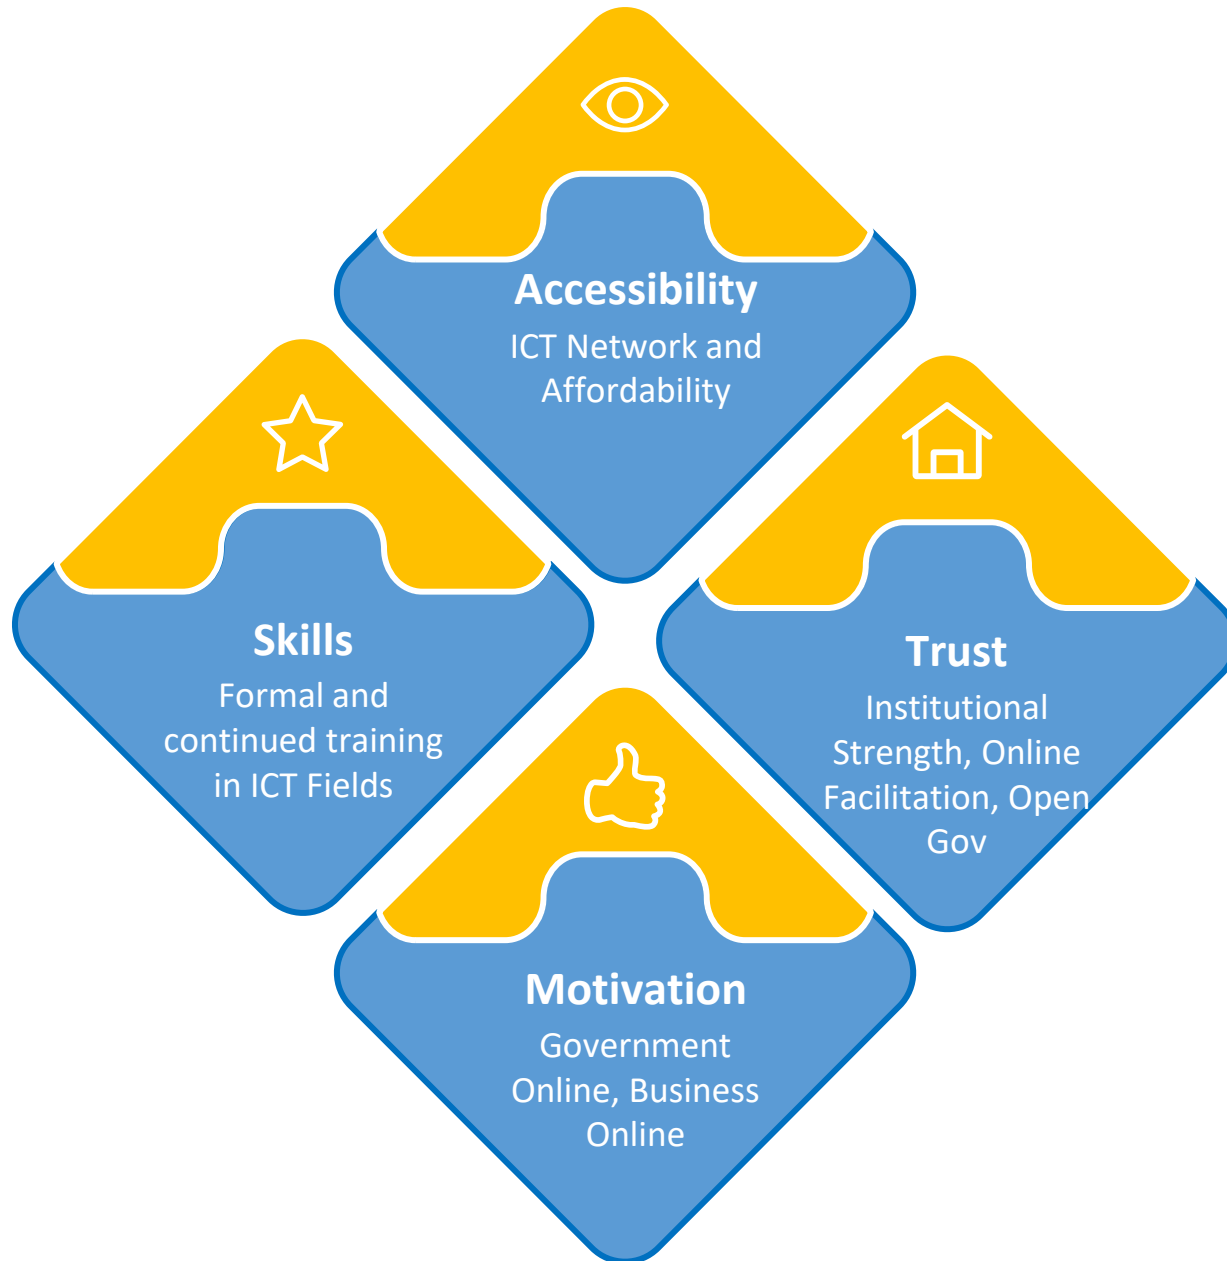 Accessibility
ICT Network and
Affordability
Skills
Formal and
continued training
in ICT Fields
Trust
Institutional
Strength, Online
Facilitation, Open
Gov
Motivation
Government
Online, Business
Online